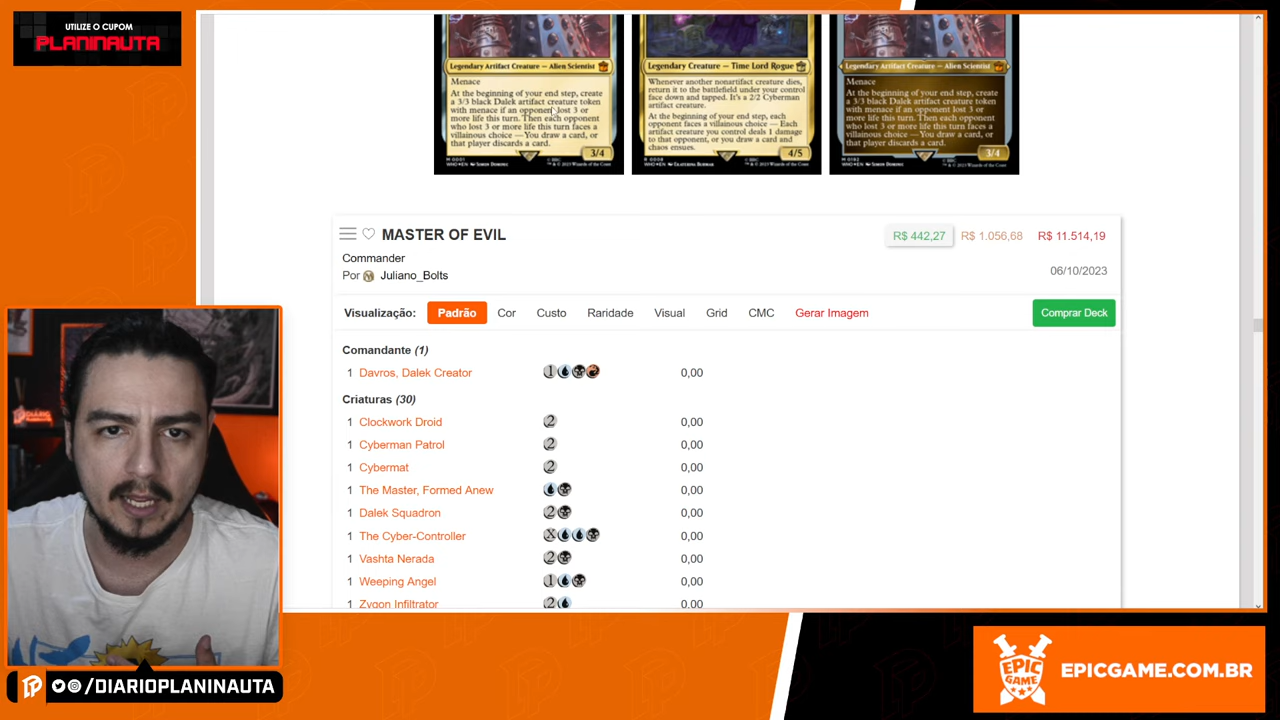 UTILIZE O CUPOM
PLANINAUTA
Legendary Artifact Creature — Alien Scientist
Menace
At the beginning of your end step, create
a 3/3 black Dalek artifact creature token
with menace if an opponent lost 3 or
more life this turn. Then each opponent
who lost 3 or more life this turn faces a
villainous choice — You draw a card, or
that player discards a card.
3/4
Legendary Creature — Time Lord Rogue
Whenever another nonartifact creature dies,
return it to the battlefield under your control
face down and tapped. It's a 2/2 Cyberman
artifact creature.
At the beginning of your end step, each
opponent faces a villainous choice — Each
artifact creature you control deals 1 damage
to that opponent, or you draw a card and
chaos ensues.
4/5
Legendary Artifact Creature — Alien Scientist
Menace
At the beginning of your end step, create
a 3/3 black Dalek artifact creature token
with menace if an opponent lost 3 or
more life this turn. Then each opponent
who lost 3 or more life this turn faces a
villainous choice — You draw a card, or
that player discards a card.
3/4
MASTER OF EVIL
R$ 442,27 R$ 1.056,68 R$ 11.514,19
Commander
Por Juliano_Bolts
06/10/2023
Visualização: Padrão Cor Custo Raridade Visual Grid CMC Gerar Imagem Comprar Deck
Comandante (1)
1 Davros, Dalek Creator 1 0,00
Criaturas (30)
1 Clockwork Droid 2 0,00
1 Cyberman Patrol 2 0,00
1 Cybermat 2 0,00
1 The Master, Formed Anew 0,00
1 Dalek Squadron 2 0,00
1 The Cyber-Controller X 0,00
1 Vashta Nerada 2 0,00
1 Weeping Angel 1 0,00
1 Zygon Infiltrator 2 0,00
/DIARIOPLANINAUTA
EPIC
GAME
EPICGAME.COM.BR